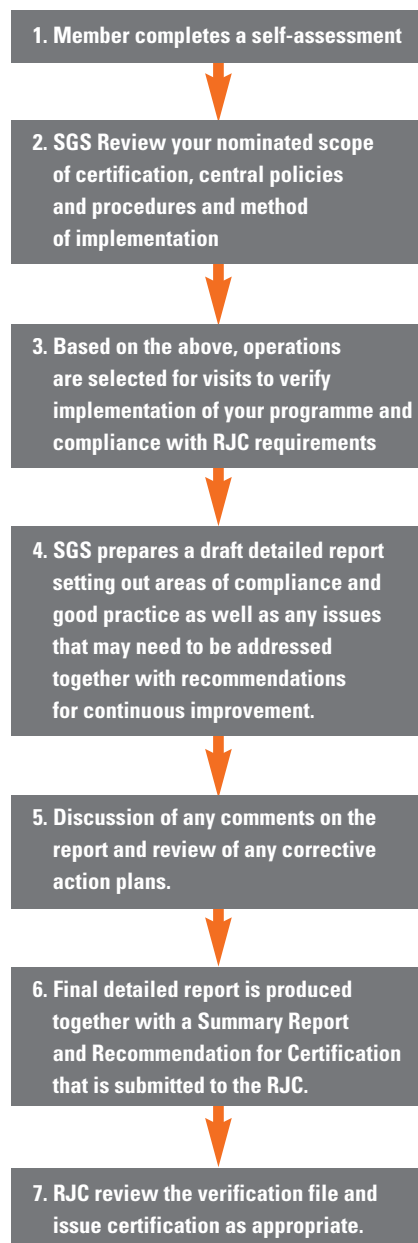 1. Member completes a self-assessment
2. SGS Review your nominated scope
of certification, central policies
and procedures and method
of implementation
3. Based on the above, operations
are selected for visits to verify
implementation of your programme and
compliance with RJC requirements
4. SGS prepares a draft detailed report
setting out areas of compliance and
good practice as well as any issues
that may need to be addressed
together with recommendations
for continuous improvement.
5. Discussion of any comments on the
report and review of any corrective
action plans.
6. Final detailed report is produced
together with a Summary Report
and Recommendation for Certification
that is submitted to the RJC.
7. RJC review the verification file and
issue certification as appropriate.